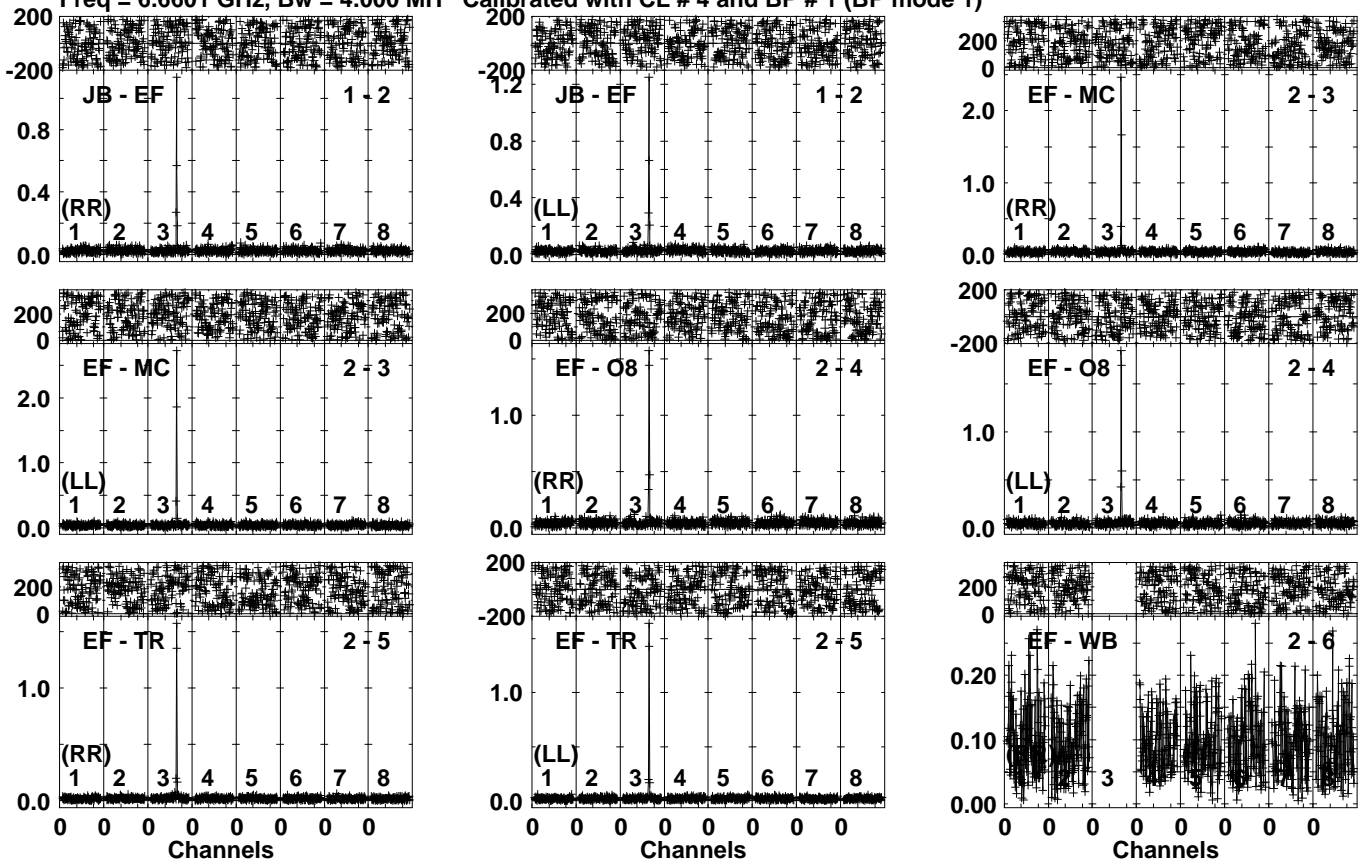 Freq = 6.6601 GHz, Bw = 4.000 MH Calibrated with CL # 4 and BP # 1 (BP mode 1)
200
-200
JB - EF 1 - 2
0.8
0.4
0.0
(RR)
1 2 3 4 5 6 7 8
200
-200
1.2
JB - EF 1 - 2
0.8
0.4
0.0
(LL)
1 2 3 4 5 6 7 8
200
0
EF - MC 2 - 3
2.0
1.0
0.0
(RR)
1 2 3 4 5 6 7 8
200
0
EF - MC 2 - 3
2.0
1.0
0.0
(LL)
1 2 3 4 5 6 7 8
200
0
EF - O8 2 - 4
1.0
0.0
(RR)
1 2 3 4 5 6 7 8
200
-200
EF - O8 2 - 4
1.0
0.0
(LL)
1 2 3 4 5 6 7 8
200
0
EF - TR 2 - 5
1.0
0.0
(RR)
1 2 3 4 5 6 7 8
0 0 0 0 0 0 0 0
Channels
200
-200
EF - TR 2 - 5
1.0
0.0
(LL)
1 2 3 4 5 6 7 8
0 0 0 0 0 0 0 0
Channels
200
0
EF - WB 2 - 6
0.20
0.10
0.00
3
0 0 0 0 0 0 0 0
Channels